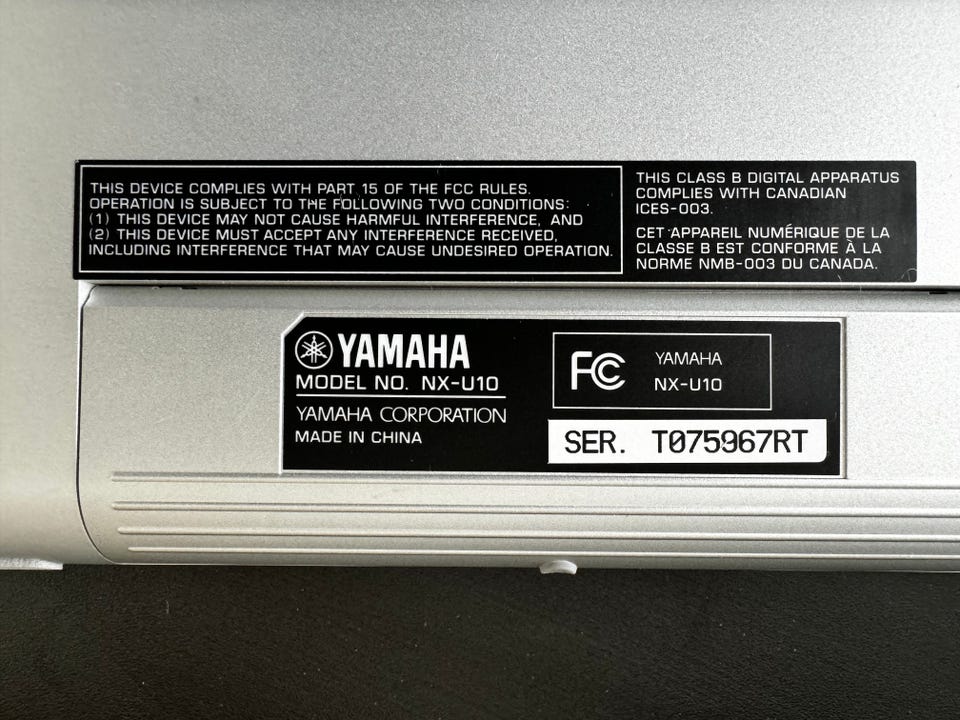 THIS DEVICE COMPLIES WITH PART 15 OF THE FCC RULES.
OPERATION IS SUBJECT TO THE FOLLOWING TWO CONDITIONS:
(1) THIS DEVICE MAY NOT CAUSE HARMFUL INTERFERENCE, AND
(2) THIS DEVICE MUST ACCEPT ANY INTERFERENCE RECEIVED,
INCLUDING INTERFERENCE THAT MAY CAUSE UNDESIRED OPERATION.
THIS CLASS B DIGITAL APPARATUS
COMPLIES WITH CANADIAN
ICES-003.
CET APPAREIL NUMÉRIQUE DE LA
CLASSE B EST CONFORME À LA
NORME NMB-003 DU CANADA.
YAMAHA
MODEL NO. NX-U10
YAMAHA CORPORATION
MADE IN CHINA
FC YAMAHA
NX-U10
SER. T075967RT